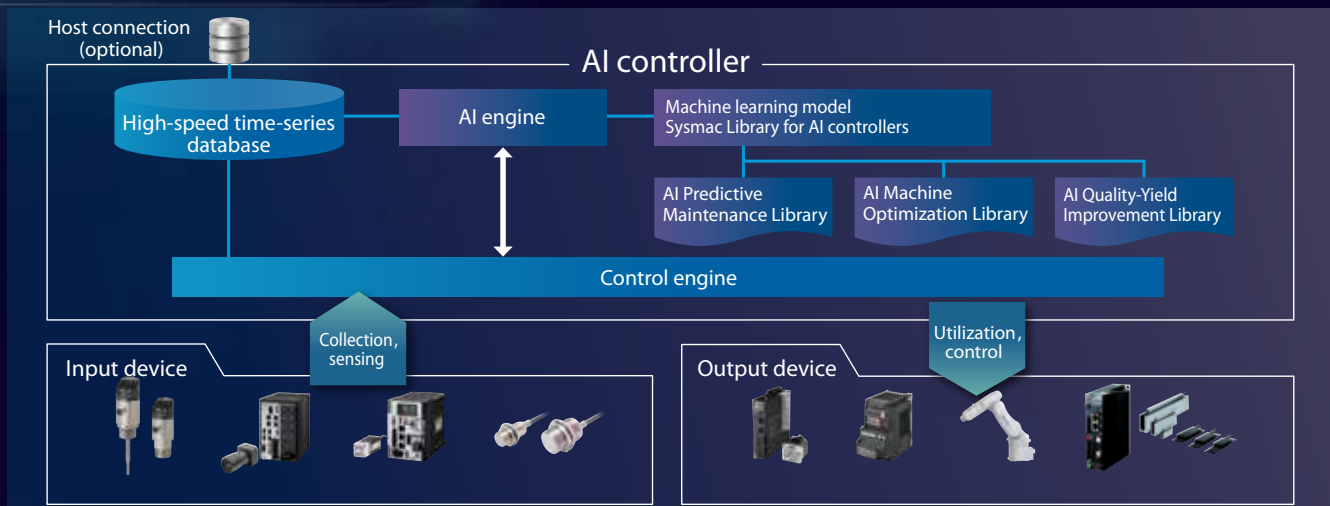 Host connection
(optional)
AI controller
High-speed time-series
database
AI engine
Machine learning model
Sysmac Library for AI controllers
AI Predictive
Maintenance Library
AI Machine
Optimization Library
AI Quality-Yield
Improvement Library
Control engine
Collection,
sensing
Utilization,
control
Input device
Output device